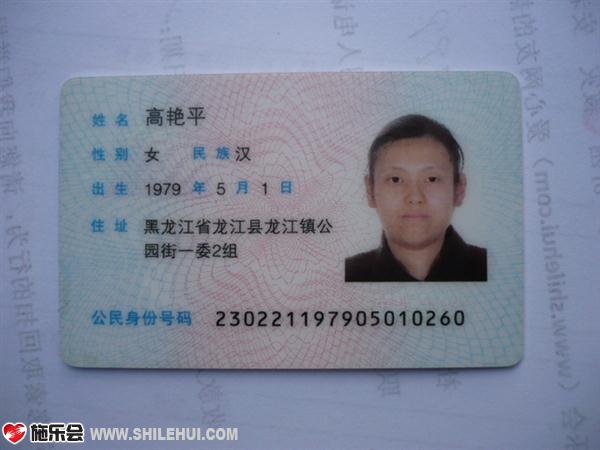 姓名 高艳平
性别 女 民族 汉
出生 1979 年 5 月 1 日
住址 黑龙江省龙江县龙江镇公
园街一委2组
公民身份号码 230221197905010260
施乐会 WWW.SHILEHUI.COM